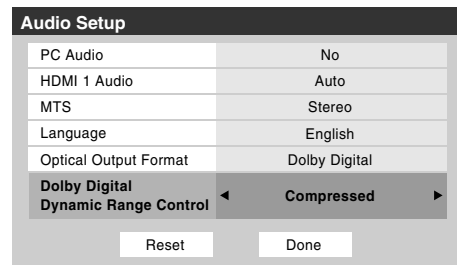 Audio Setup
PC Audio No
HDMI 1 Audio Auto
MTS Stereo
Language English
Optical Output Format Dolby Digital
Dolby Digital
Dynamic Range Control Compressed
Reset Done